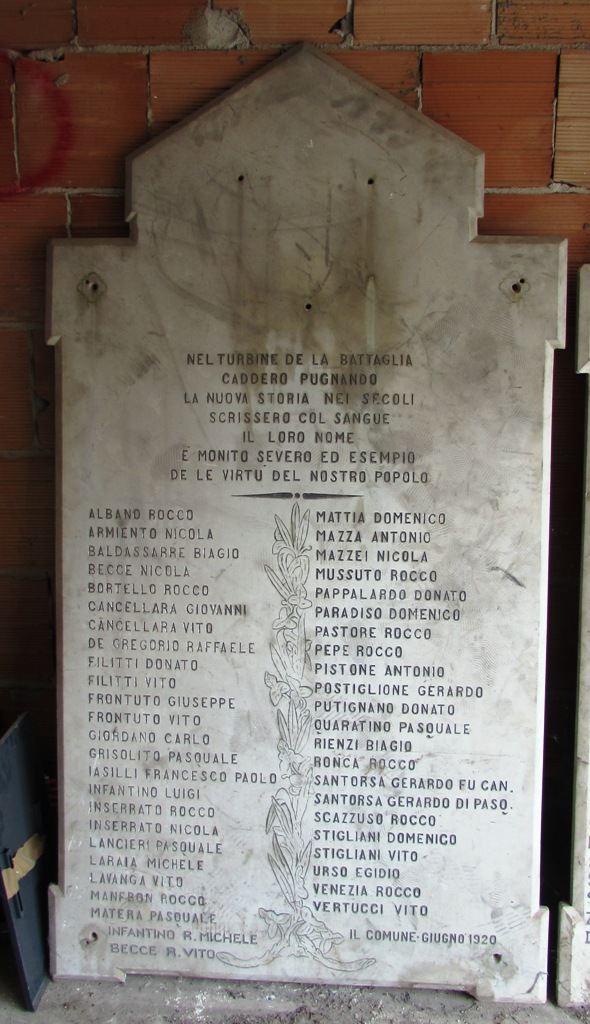 NEL TURBINE DE LA BATTAGLIA
CADDERO PUGNANDO
LA NUOVA STORIA NEI SECOLI
SCRISSERO COL SANGUE
IL LORO NOME
E MONITO SEVERO ED ESEMPIO
DE LE VIRTÙ DEL NOSTRO POPOLO
ALBANO ROCCO
ARMIENTO NICOLA
BALDASSARRE BIAGIO
BECCE NICOLA
BORTELLO ROCCO
CANCELLARA GIOVANNI
CANCELLARA VITO
DE GREGORIO RAFFAELE
FILITTI DONATO
FILITTI VITO
FRONTUTO GIUSEPPE
FRONTUTO VITO
GIORDANO CARLO
GRISOLITO PASQUALE
IASILLI FRANCESCO PAOLO
INFANTINO LUIGI
INSERRATO ROCCO
INSERRATO NICOLA
LANCIERI PASQUALE
LARAIA MICHELE
LAVANGA VITO
MANFRON ROCCO
MATERA PASQUALE
INFANTINO R. MICHELE
BECCE R. VITO
MATTIA DOMENICO
MAZZA ANTONIO
MAZZEI NICOLA
MUSSUTO ROCCO
PAPPALARDO DONATO
PARADISO DOMENICO
PASTORE ROCCO
PEPE ROCCO
PISTONE ANTONIO
POSTIGLIONE GERARDO
PUTIGNANO DONATO
QUARATINO PASQUALE
RIENZI BIAGIO
RONCA ROCCO
SANTORSA GERARDO FU CAN.
SANTORSA GERARDO DI PASQ.
SCAZZUSO ROCCO
STIGLIANI DOMENICO
STIGLIANI VITO
URSO EGIDIO
VENEZIA ROCCO
VERTUCCI VITO
IL COMUNE·GIUGNO 1920